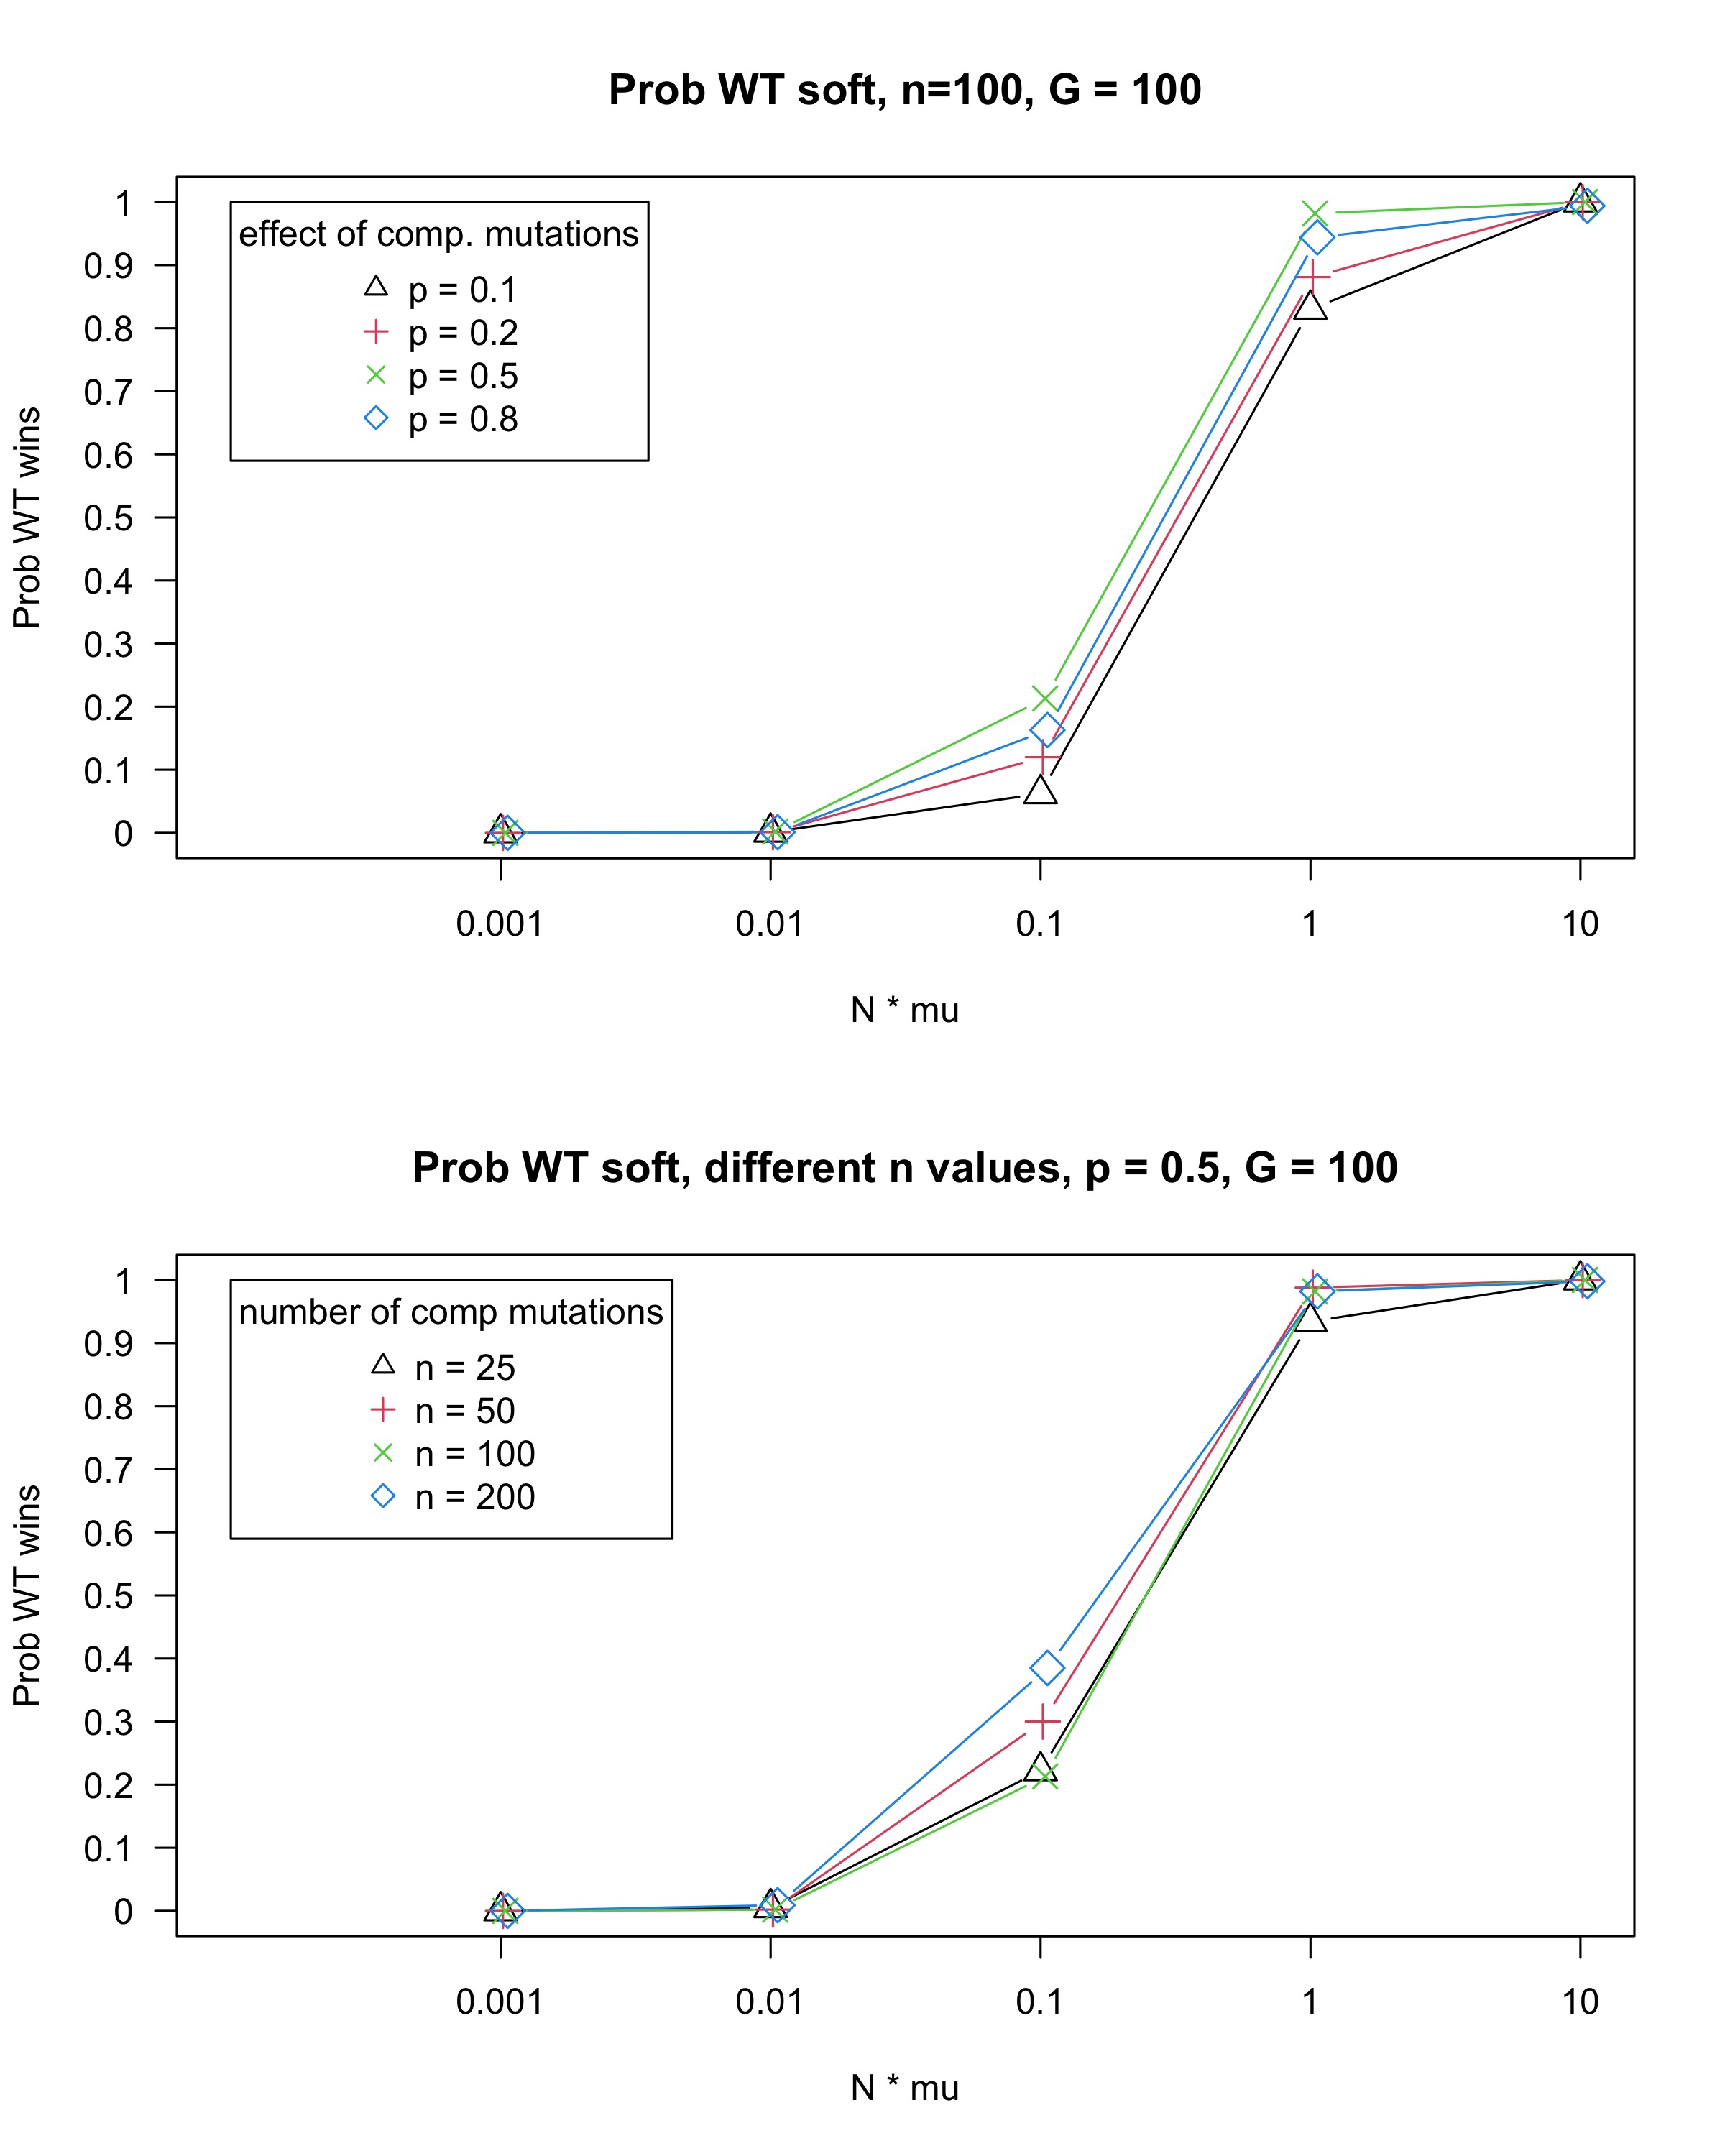 Prob WT soft, n=100, G = 100
Prob WT wins
1
0.9
0.8
0.7
0.6
0.5
0.4
0.3
0.2
0.1
0
effect of comp. mutations
p = 0.1
p = 0.2
p = 0.5
p = 0.8
0.001 0.01 0.1 1 10
N * mu
Prob WT soft, different n values, p = 0.5, G = 100
Prob WT wins
1
0.9
0.8
0.7
0.6
0.5
0.4
0.3
0.2
0.1
0
number of comp mutations
n = 25
n = 50
n = 100
n = 200
0.001 0.01 0.1 1 10
N * mu